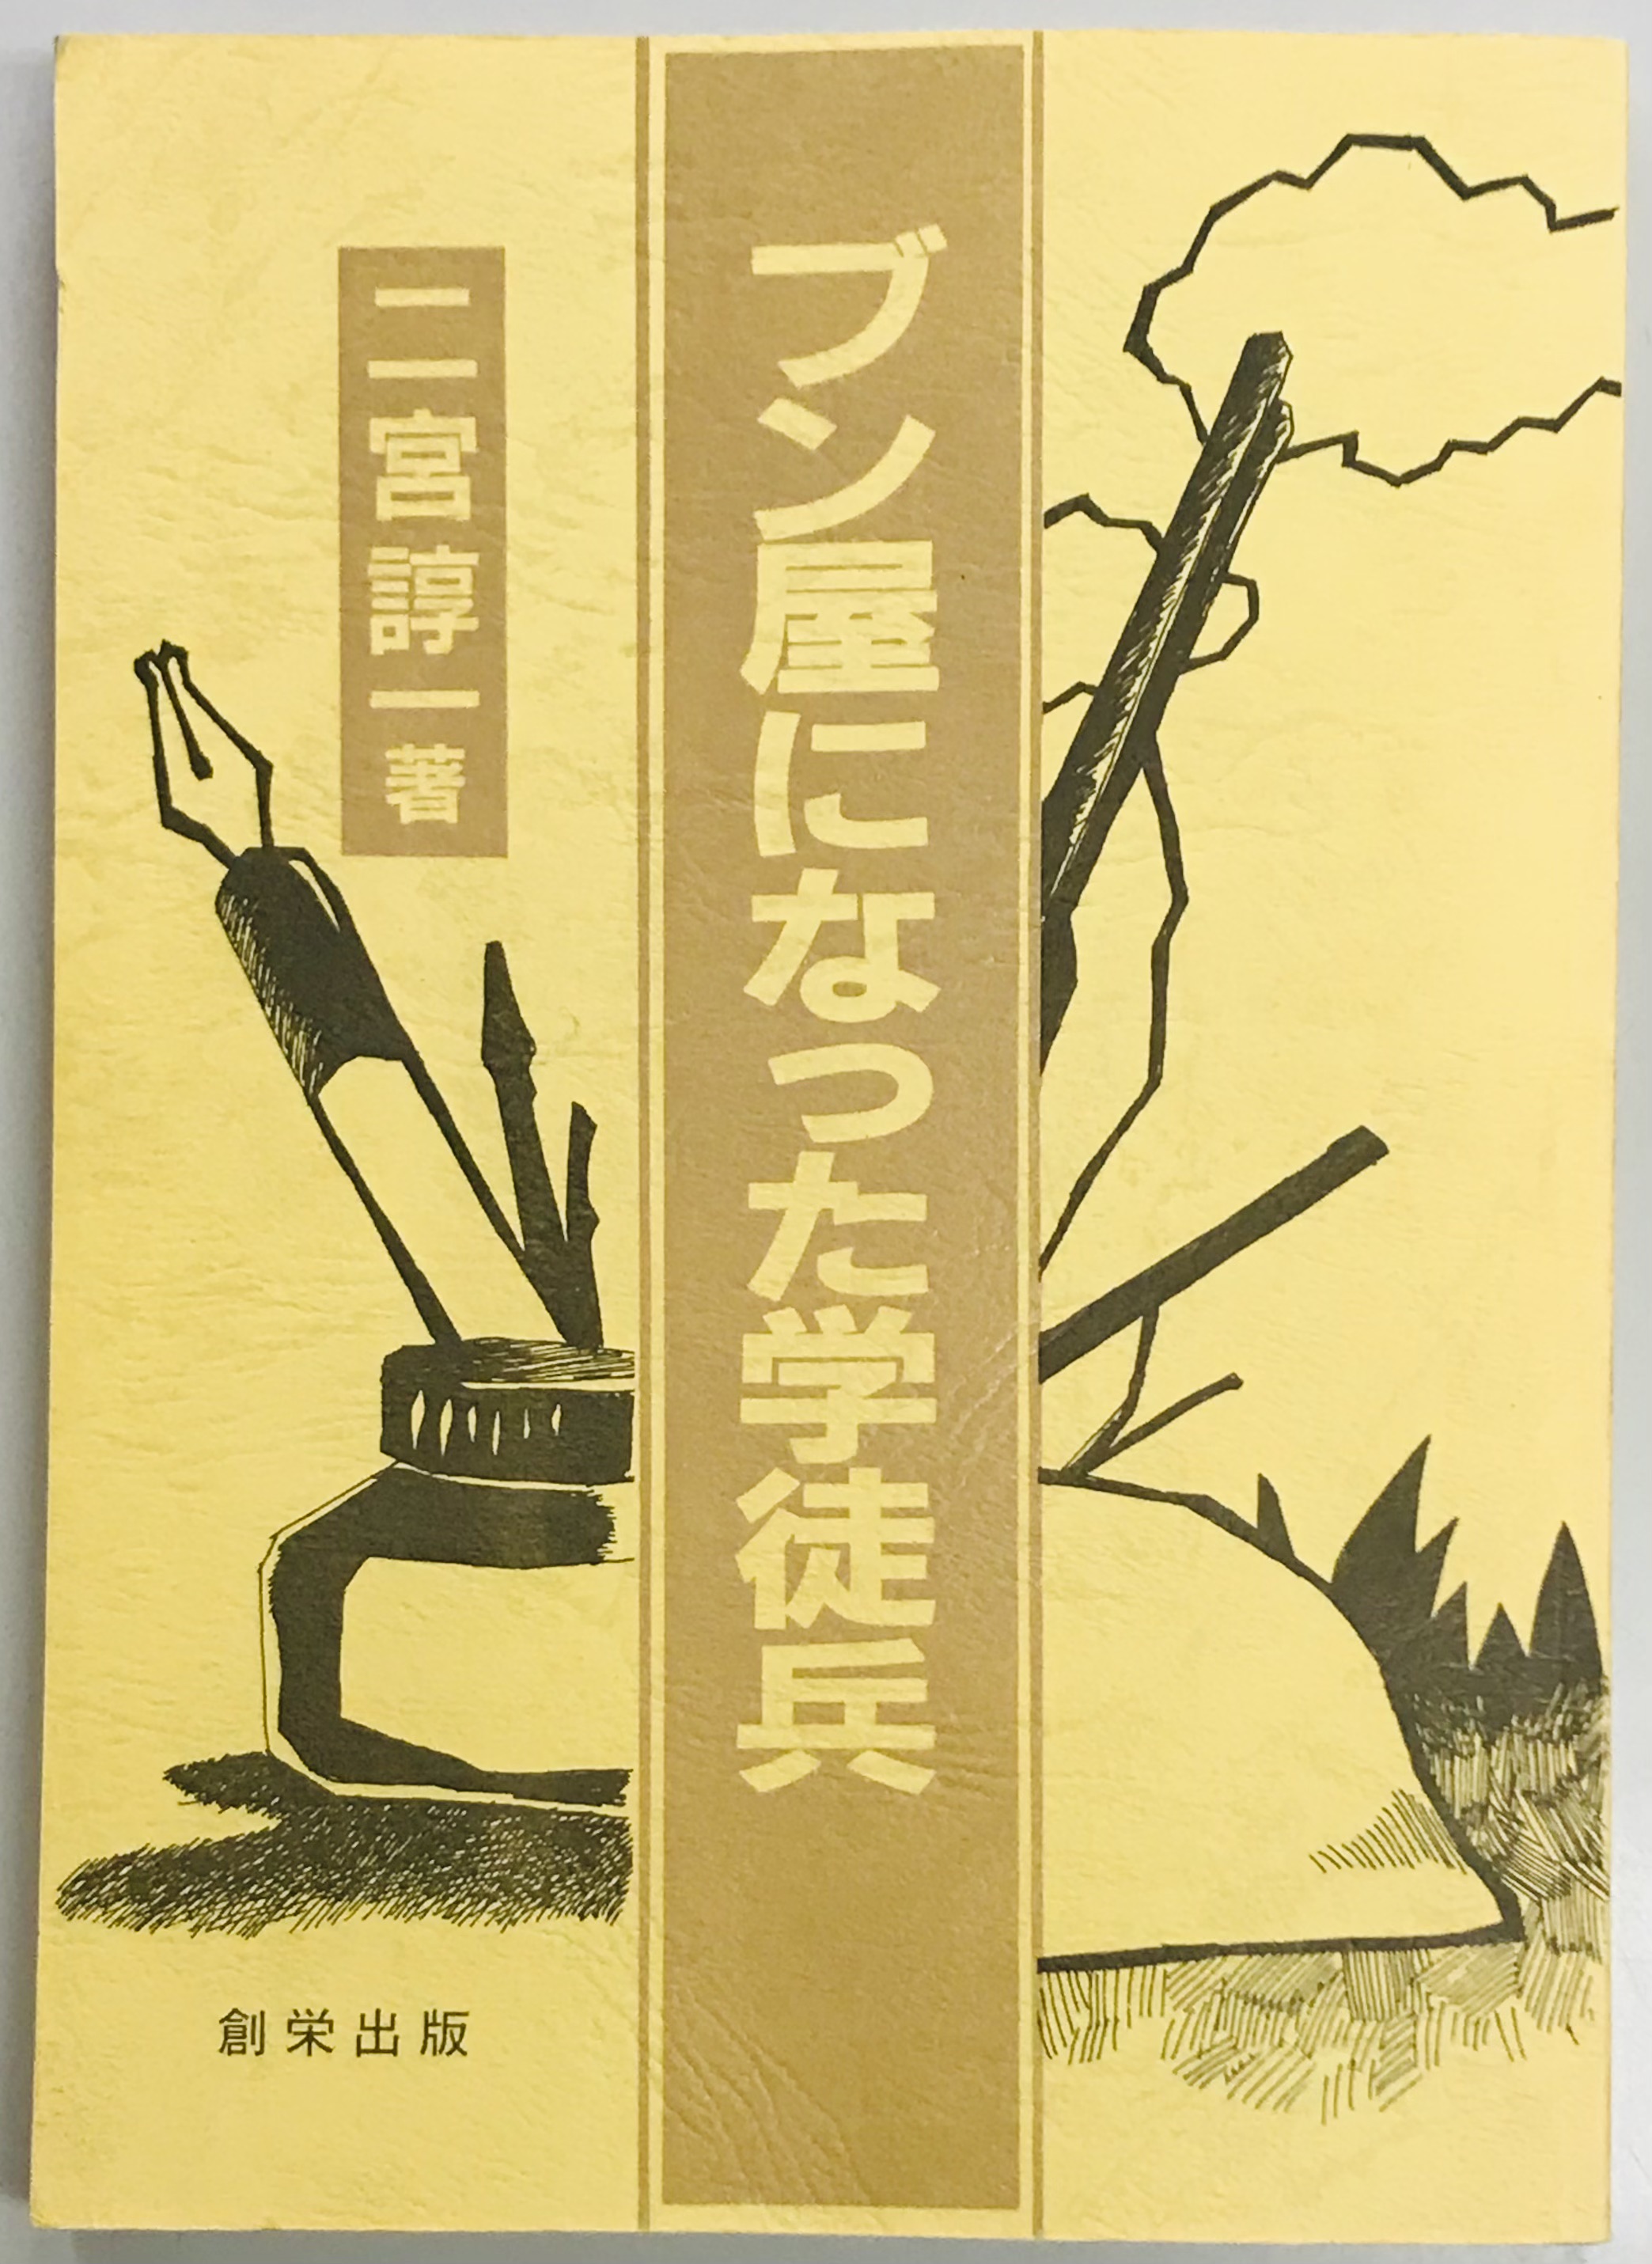 ブン屋になった学徒兵
二宮諄一著
創栄出版